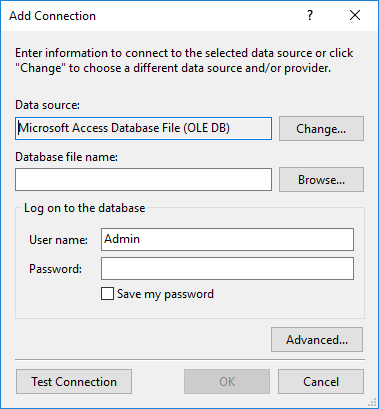 Add Connection
Enter information to connect to the selected data source or click
"Change" to choose a different data source and/or provider.
Data source:
Microsoft Access Database File (OLE DB)
Change...
Database file name:
Browse...
Log on to the database
User name:
Admin
Password:
Save my password
Advanced...
Test Connection
OK
Cancel